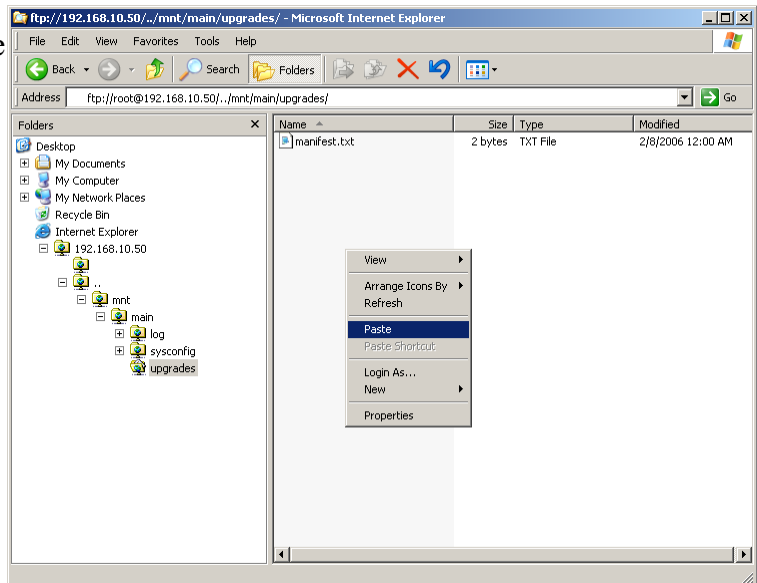 ftp://192.168.10.50/../mnt/main/upgrades/ - Microsoft Internet Explorer
e
File Edit View Favorites Tools Help
Back Search Folders
Address ftp://root@192.168.10.50/../mnt/main/upgrades/ Go
Folders x
Name Size Type Modified
manifest.txt 2 bytes TXT File 2/8/2006 12:00 AM
Desktop
My Documents
My Computer
My Network Places
Recycle Bin
Internet Explorer
192.168.10.50
..
mnt
main
log
sysconfig
upgrades
View
Arrange Icons By
Refresh
Paste
Paste Shortcut
Login As...
New
Properties